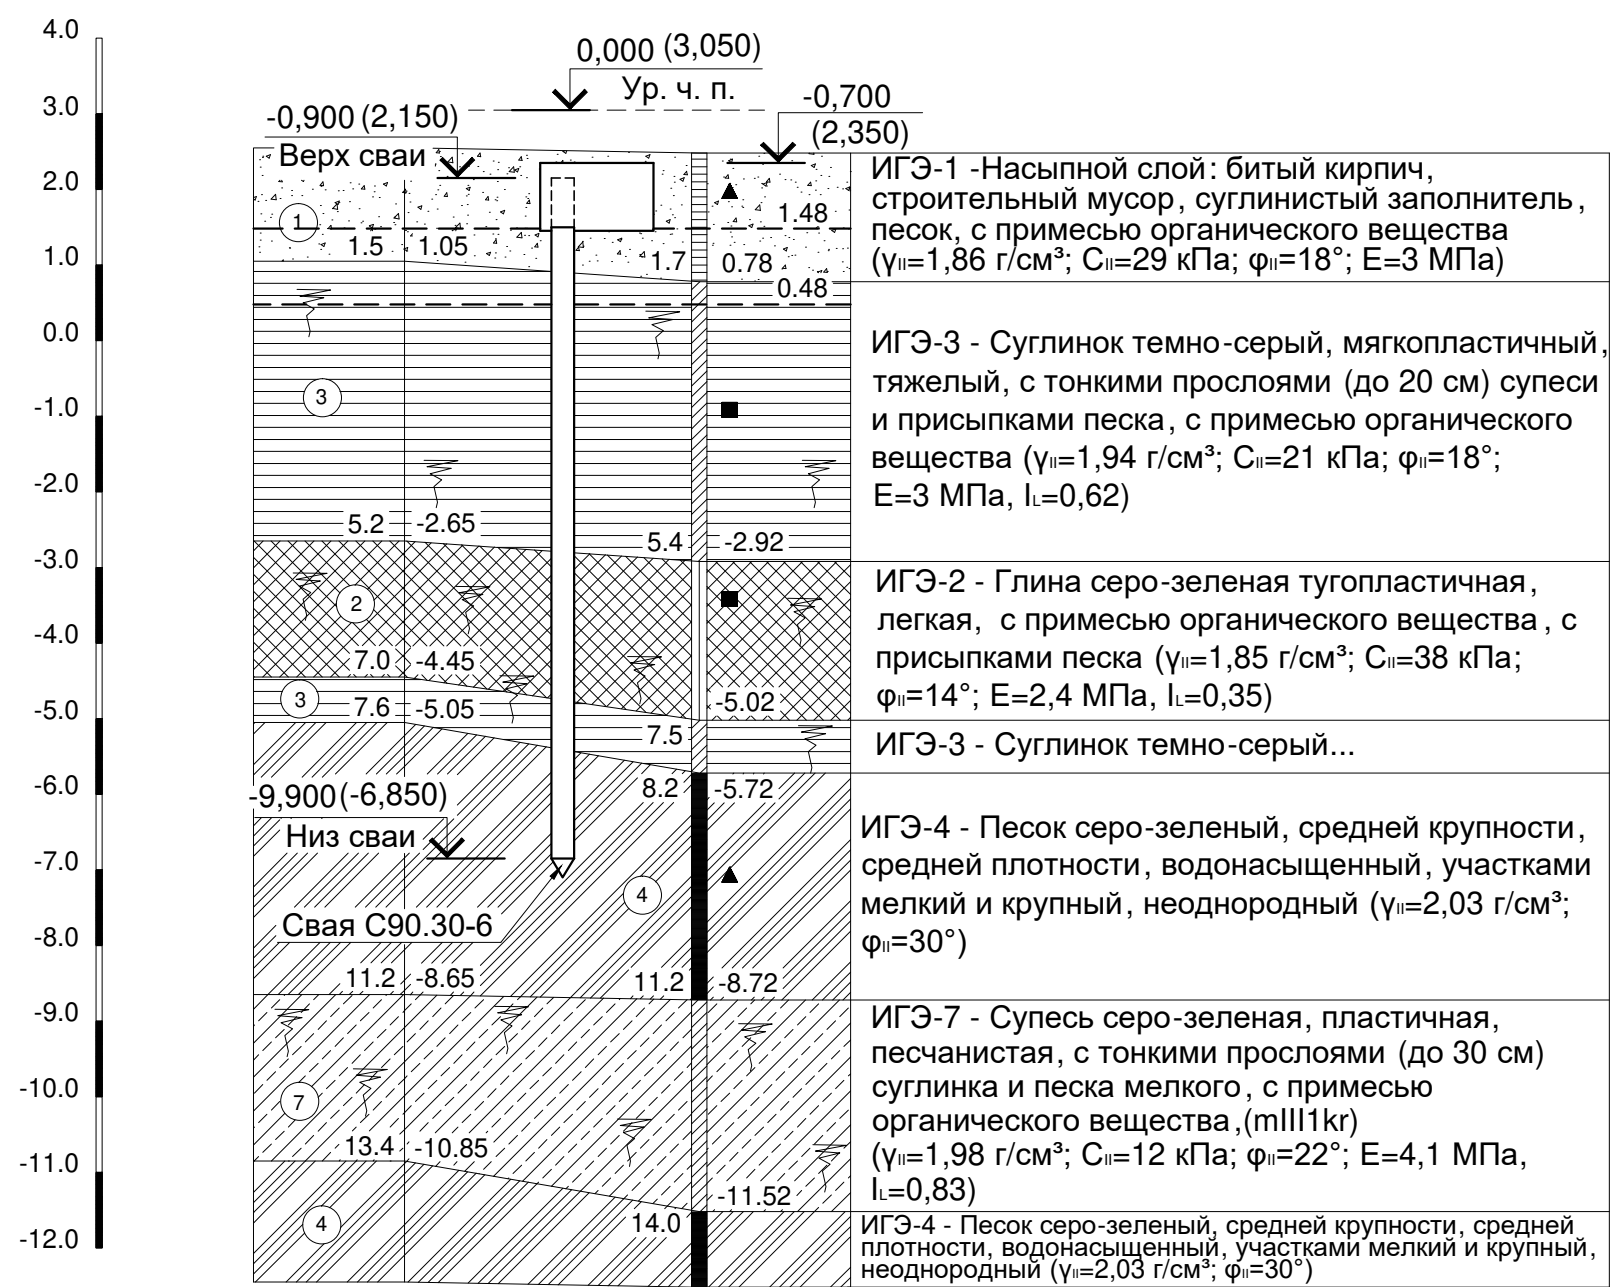 4.0
3.0
2.0
1.0
0.0
-1.0
-2.0
-3.0
-4.0
-5.0
-6.0
-7.0
-8.0
-9.0
-10.0
-11.0
-12.0
0,000 (3,050)
Ур. ч. п.
-0,700
(2,350)
-0,900 (2,150)
Верх сваи
1
1.48
1.5 1.05
1.7 0.78
0.48
3
5.2 -2.65
5.4 -2.92
2
7.0 -4.45
3
7.6 -5.05
-5.02
7.5
8.2 -5.72
-9,900(-6,850)
Низ сваи
4
Свая С90.30-6
11.2 -8.65
11.2 -8.72
7
13.4 -10.85
-11.52
4
14.0
ИГЭ-1 -Насыпной слой: битый кирпич,
строительный мусор, суглинистый заполнитель,
песок, с примесью органического вещества
(γII=1,86 г/см³; CII=29 кПа; φII=18°; E=3 МПа)
ИГЭ-3 - Суглинок темно-серый, мягкопластичный,
тяжелый, с тонкими прослоями (до 20 см) супеси
и присыпками песка, с примесью органического
вещества (γII=1,94 г/см³; CII=21 кПа; φII=18°;
E=3 МПа, IL=0,62)
ИГЭ-2 - Глина серо-зеленая тугопластичная,
легкая, с примесью органического вещества, с
присыпками песка (γII=1,85 г/см³; CII=38 кПа;
φII=14°; E=2,4 МПа, IL=0,35)
ИГЭ-3 - Суглинок темно-серый...
ИГЭ-4 - Песок серо-зеленый, средней крупности,
средней плотности, водонасыщенный, участками
мелкий и крупный, неоднородный (γII=2,03 г/см³;
φII=30°)
ИГЭ-7 - Супесь серо-зеленая, пластичная,
песчанистая, с тонкими прослоями (до 30 см)
суглинка и песка мелкого, с примесью
органического вещества,(mIII1kr)
(γII=1,98 г/см³; CII=12 кПа; φII=22°; E=4,1 МПа,
IL=0,83)
ИГЭ-4 - Песок серо-зеленый, средней крупности, средней
плотности, водонасыщенный, участками мелкий и крупный,
неоднородный (γII=2,03 г/см³; φII=30°)